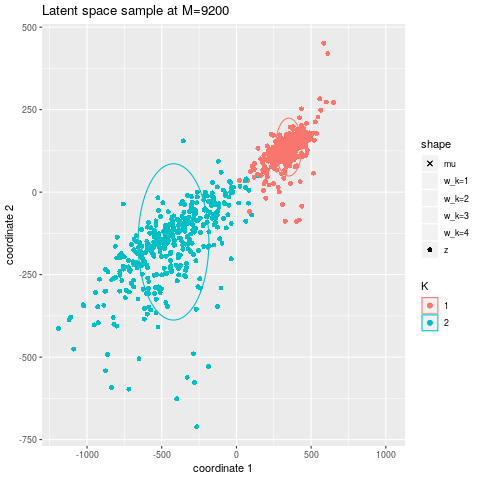 Latent space sample at M=9200
500
250
0
-250
-500
-750
-1000
-500
0
500
1000
coordinate 1
coordinate 2
shape
mu
w_k=1
w_k=2
w_k=3
w_k=4
z
K
1
2